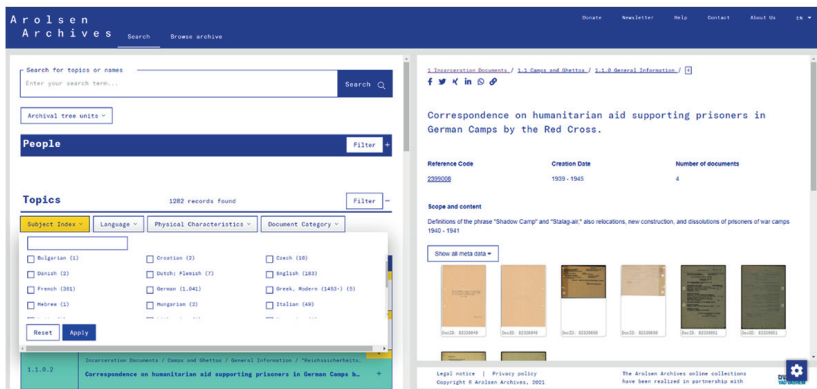 Arolsen
Archives
Search
Browse archive
Donate
Newsletter
Help
Contact
About Us
EN
Search for topics or names
Enter your search term...
Search
Archival tree units
People
Filter
Topics
1282 records found
Filter
Subject Index
Language
Physical Characteristics
Document Category
Bulgarian (1)
Croatian (3)
Czech (18)
Danish (2)
Dutch; Flemish (7)
English (183)
French (361)
German (1,041)
Greek, Modern (1453-) (5)
Hebrew (1)
Hungarian (2)
Italian (49)
Reset
Apply
Incarceration Documents / Camps and Ghettos / General Information / "Reichssicherheits...
1.1.0.2
Correspondence on humanitarian aid supporting prisoners in German Camps b...
1 Incarceration Documents / 1.1 Camps and Ghettos / 1.1.0 General Information /
Correspondence on humanitarian aid supporting prisoners in
German Camps by the Red Cross.
Reference Code
Creation Date
Number of documents
2399008
1939 - 1945
4
Scope and content
Definitions of the phrase "Shadow Camp" and "Stalag-air;" also relocations, new construction, and dissolutions of prisoners of war camps
1940 - 1941
Show all meta data
Legal notice | Privacy policy
Copyright © Arolsen Archives, 2021
The Arolsen Archives online collections
have been realized in partnership with